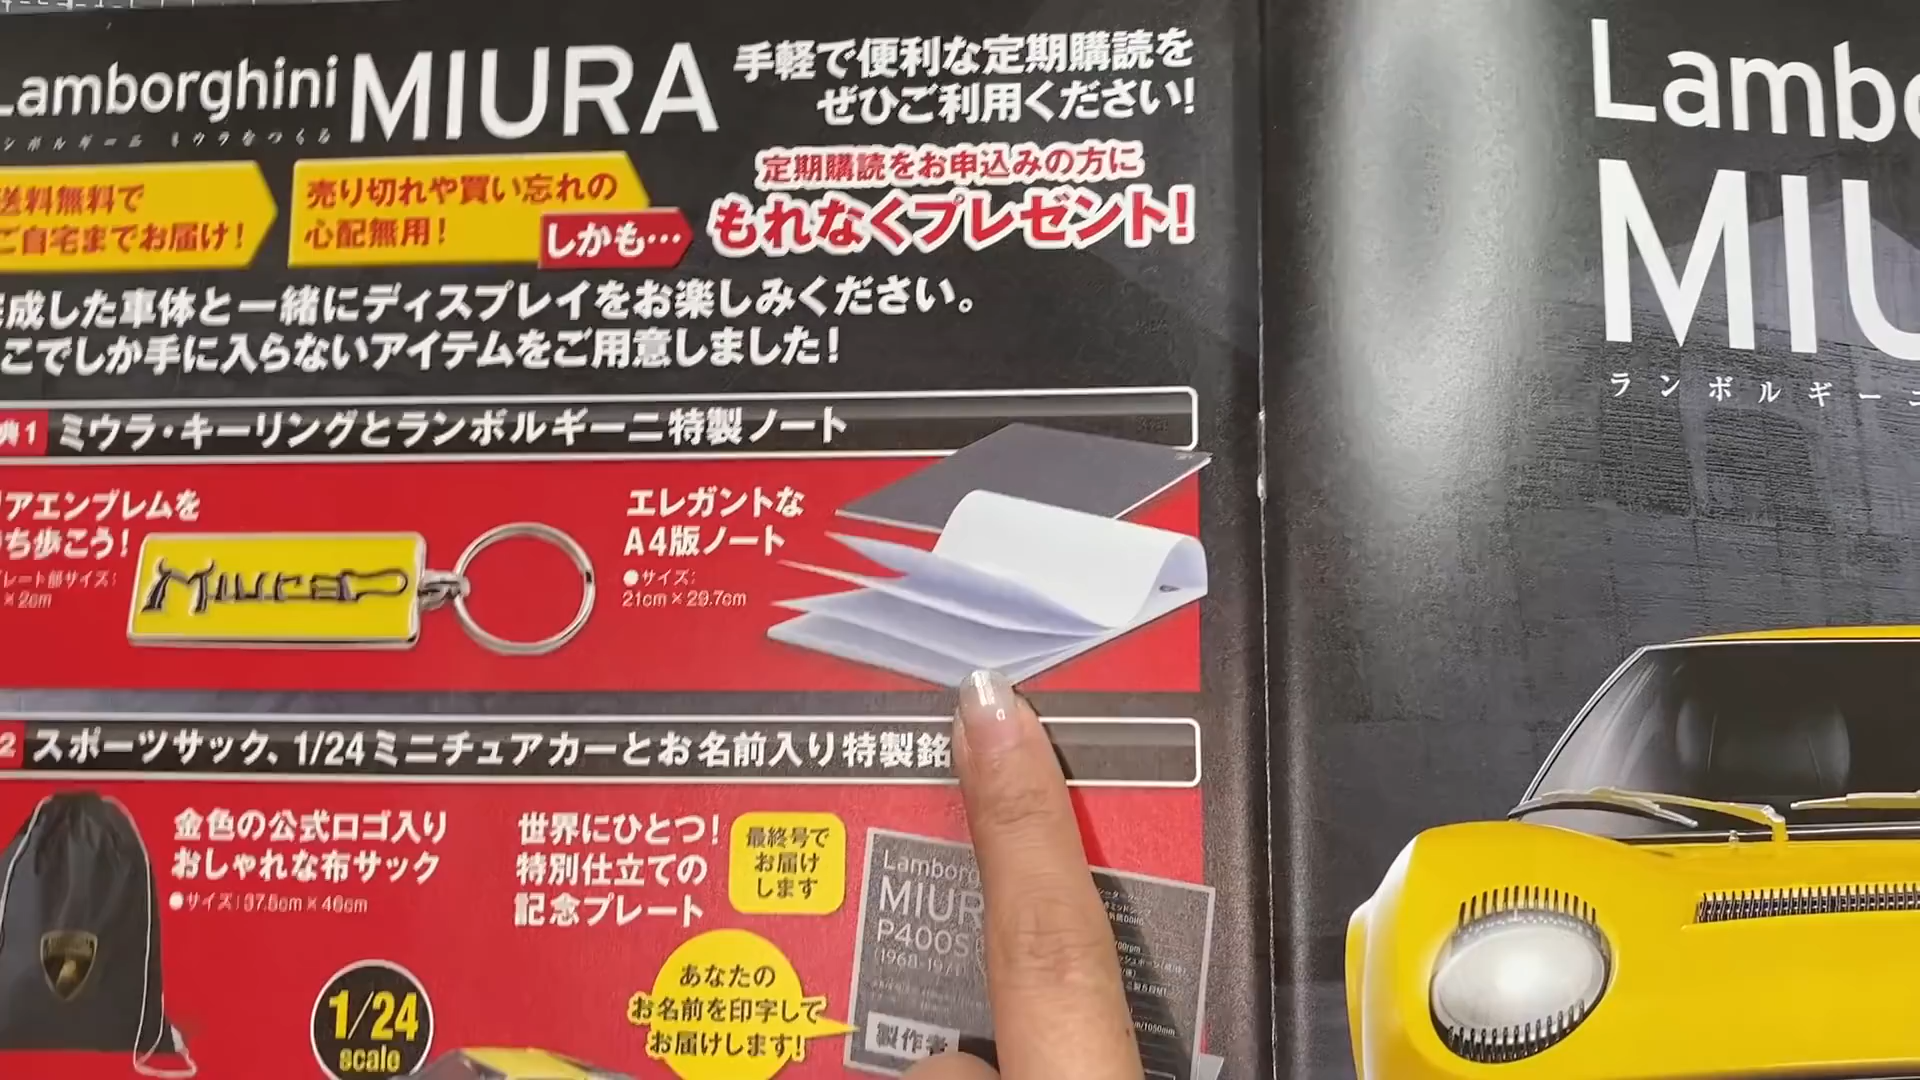 Lamborghini MIURA
ランボルギーニ ミウラをつくる
手軽で便利な定期購読を
ぜひご利用ください!
送料無料で
ご自宅までお届け!
売り切れや買い忘れの
心配無用!
しかも…
定期購読をお申込みの方に
もれなくプレゼント!
成した車体と一緒にディスプレイをお楽しみください。
こでしか手に入らないアイテムをご用意しました!
典1 ミウラ・キーリングとランボルギーニ特製ノート
アエンブレムを
ち歩こう!
レート部サイズ:
×2cm
Miura
エレガントな
A4版ノート
●サイズ:
21cm×29.7cm
2 スポーツサック、1/24ミニチュアカーとお名前入り特製銘
金色の公式ロゴ入り
おしゃれな布サック
●サイズ:37.5cm×46cm
世界にひとつ!
特別仕立ての
記念プレート
最終号で
お届け
します
1/24
scale
あなたの
お名前を印字して
お届けします!
Lamborg
MIUR
P400S
(1968-1971
製作者
Lambo
MIU
ランボルギーニ